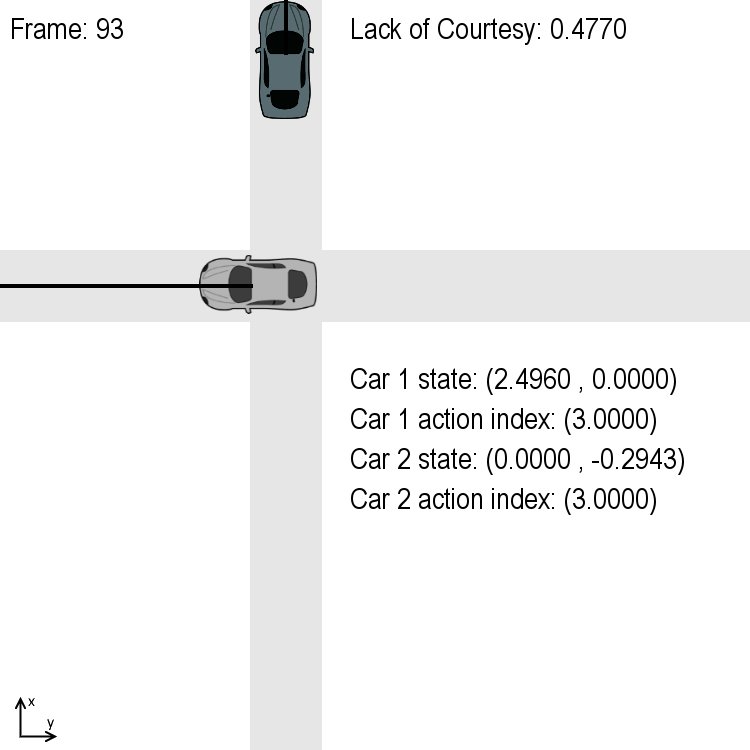 Frame: 93
Lack of Courtesy: 0.4770
Car 1 state: (2.4960 , 0.0000)
Car 1 action index: (3.0000)
Car 2 state: (0.0000 , -0.2943)
Car 2 action index: (3.0000)
x
y